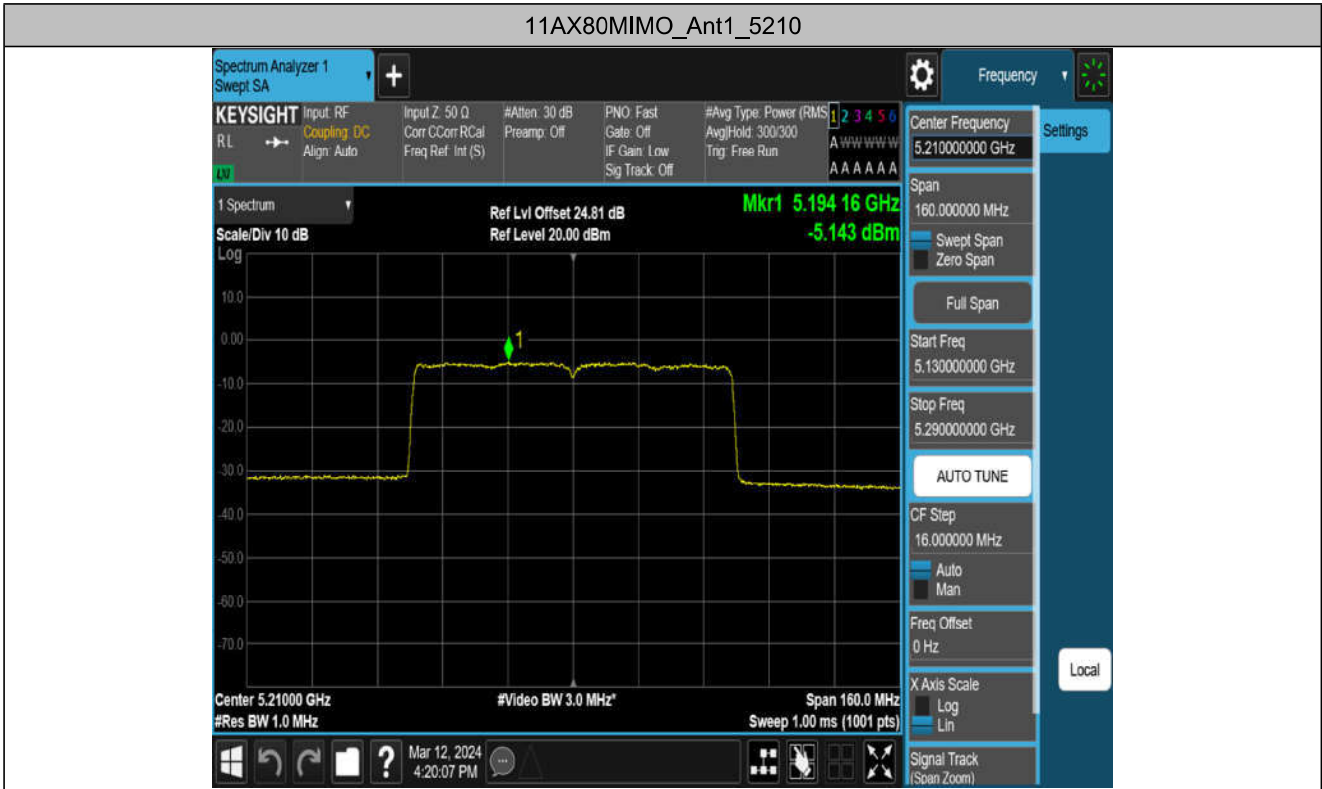 11AX80MIMO_Ant1_5210
Spectrum Analyzer 1
Swept SA
+
Frequency
KEYSIGHT
RL
LXI
Input: RF
Coupling: DC
Align: Auto
Input Z: 50 Ω
Corr CCorr RCal
Freq Ref: Int (S)
#Atten: 30 dB
Preamp: Off
PNO: Fast
Gate: Off
IF Gain: Low
Sig Track: Off
#Avg Type: Power (RMS
Avg|Hold: 300/300
Trig: Free Run
1 2 3 4 5 6
A W W W W W
A A A A A A
1 Spectrum
Scale/Div 10 dB
Ref Lvl Offset 24.81 dB
Ref Level 20.00 dBm
Mkr1 5.194 16 GHz
-5.143 dBm
Log
10.0
0.00
-10.0
-20.0
-30.0
-40.0
-50.0
-60.0
-70.0
1
Center 5.21000 GHz
#Video BW 3.0 MHz*
Span 160.0 MHz
#Res BW 1.0 MHz
Sweep 1.00 ms (1001 pts)
Mar 12, 2024
4:20:07 PM
?
Center Frequency
5.210000000 GHz
Settings
Span
160.000000 MHz
Swept Span
Zero Span
Full Span
Start Freq
5.130000000 GHz
Stop Freq
5.290000000 GHz
AUTO TUNE
CF Step
16.000000 MHz
Auto
Man
Freq Offset
0 Hz
X Axis Scale
Log
Lin
Local
Signal Track
(Span Zoom)